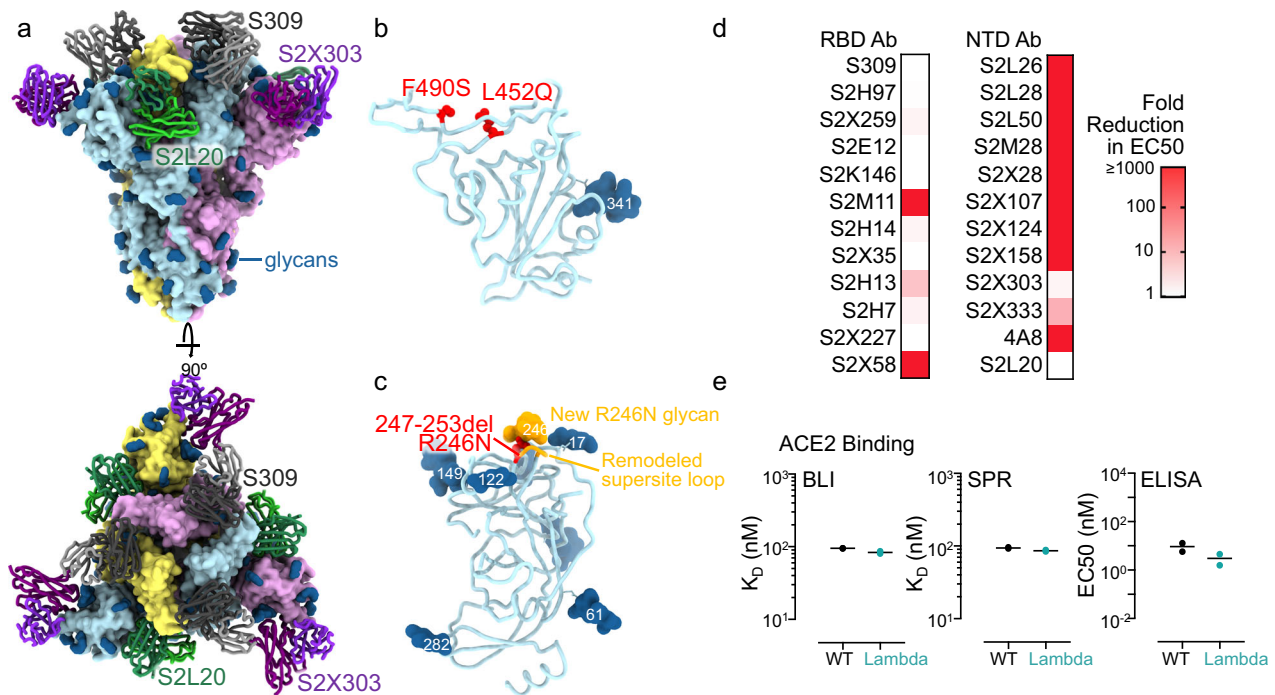 a
S309
S2X303
S2L20
glycans
90º
S309
S2L20
S2X303
b
F490S
L452Q
341
c
247-253del
R246N
New R246N glycan
246
17
149
122
Remodeled
supersite loop
61
282
d
RBD Ab
S309
S2H97
S2X259
S2E12
S2K146
S2M11
S2H14
S2X35
S2H13
S2H7
S2X227
S2X58
NTD Ab
S2L26
S2L28
S2L50
S2M28
S2X28
S2X107
S2X124
S2X158
S2X303
S2X333
4A8
S2L20
Fold
Reduction
in EC50
≥1000
100
10
1
e
ACE2 Binding
BLI
K_D (nM)
10³
10²
10¹
WT Lambda
SPR
K_D (nM)
10³
10²
10¹
WT Lambda
ELISA
EC50 (nM)
10⁴
10²
10⁰
10⁻²
WT Lambda